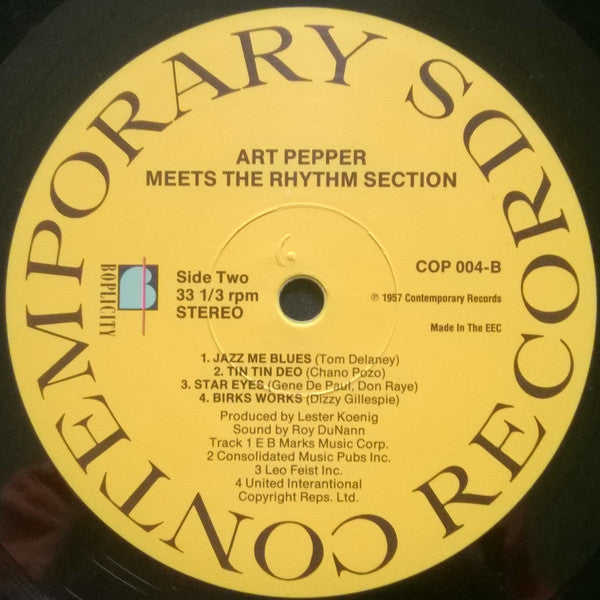 CONTEMPORARY RECORDS
ART PEPPER
MEETS THE RHYTHM SECTION
BOPLICITY
B
Side Two
33 1/3 rpm
STEREO
COP 004-B
℗ 1957 Contemporary Records
Made In The EEC
1. JAZZ ME BLUES (Tom Delaney)
2. TIN TIN DEO (Chano Pozo)
3. STAR EYES (Gene De Paul, Don Raye)
4. BIRKS WORKS (Dizzy Gillespie)
Produced by Lester Koenig
Sound by Roy DuNann
Track 1 E B Marks Music Corp.
2 Consolidated Music Pubs Inc.
3 Leo Feist Inc.
4 United Interantional
Copyright Reps. Ltd.